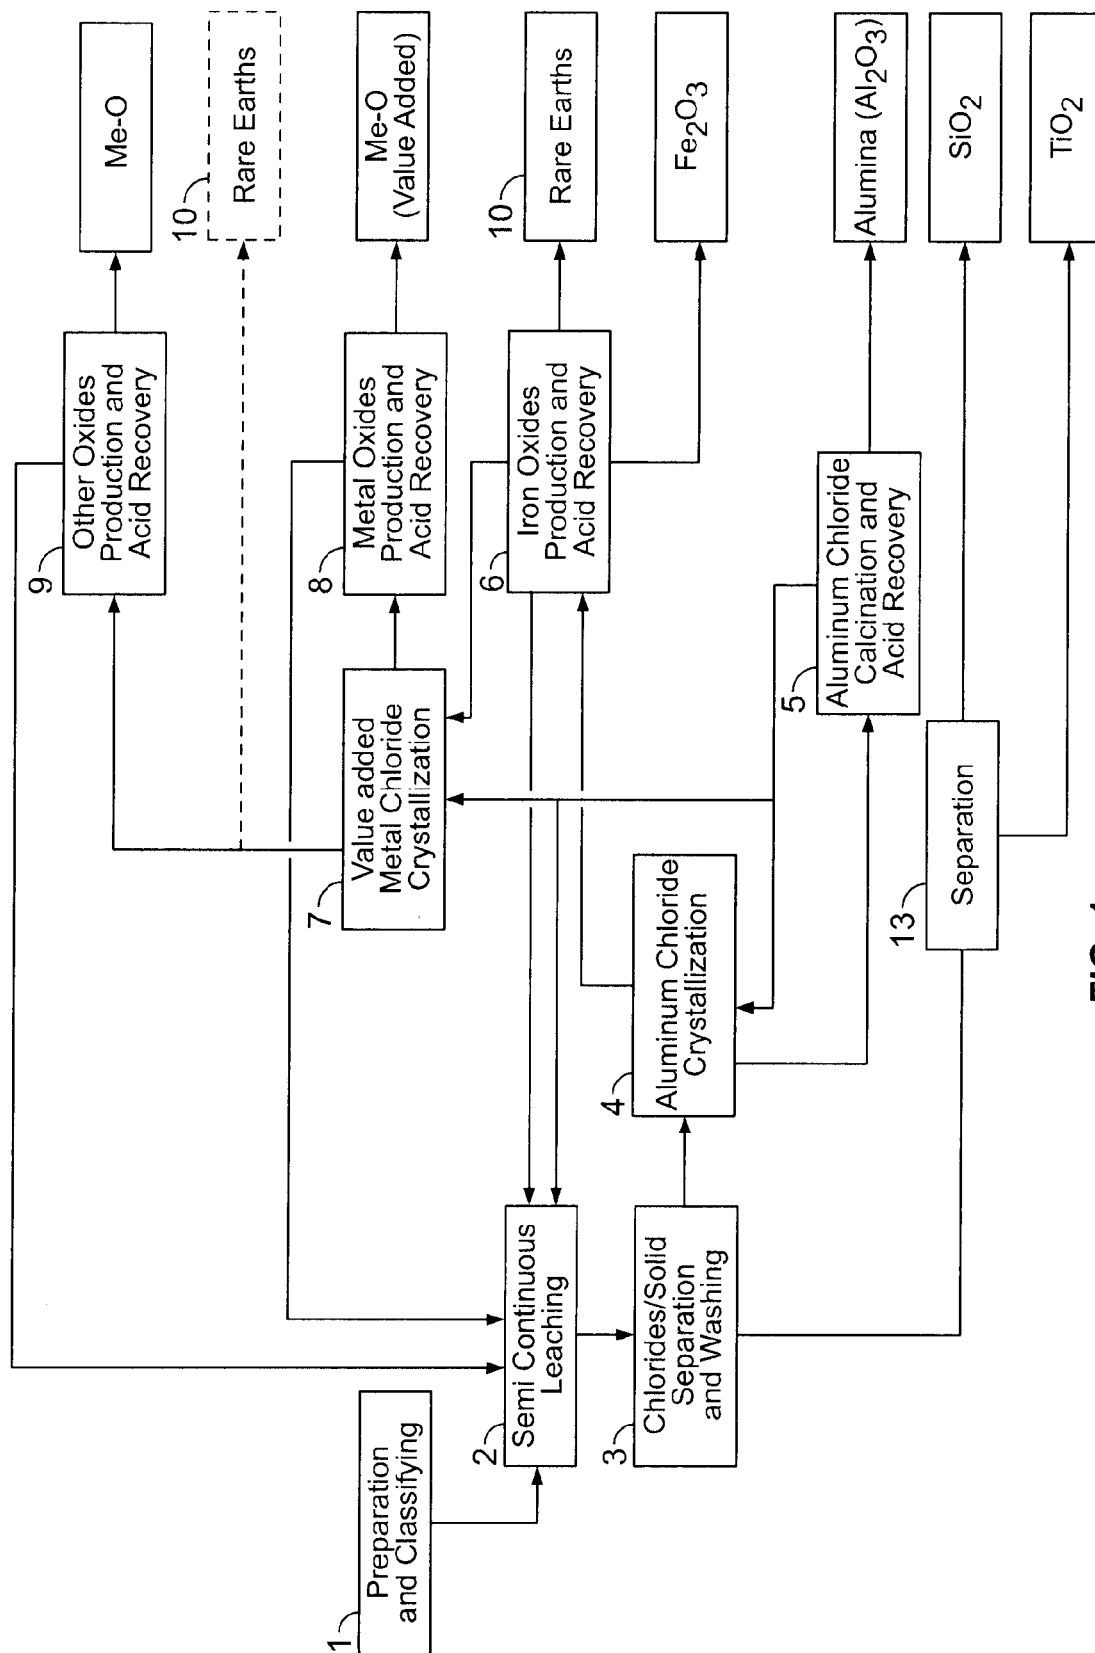 1
Preparation
and Classifying
2
Semi Continuous
Leaching
3
Chlorides/Solid
Separation
and Washing
4
Aluminum Chloride
Crystallization
5
Aluminum Chloride
Calcination and
Acid Recovery
6
Iron Oxides
Production and
Acid Recovery
7
Value added
Metal Chloride
Crystallization
8
Metal Oxides
Production and
Acid Recovery
9
Other Oxides
Production and
Acid Recovery
13
Separation
Me-O
10
Rare Earths
Me-O
(Value Added)
10
Rare Earths
Fe₂O₃
Alumina (Al₂O₃)
SiO₂
TiO₂